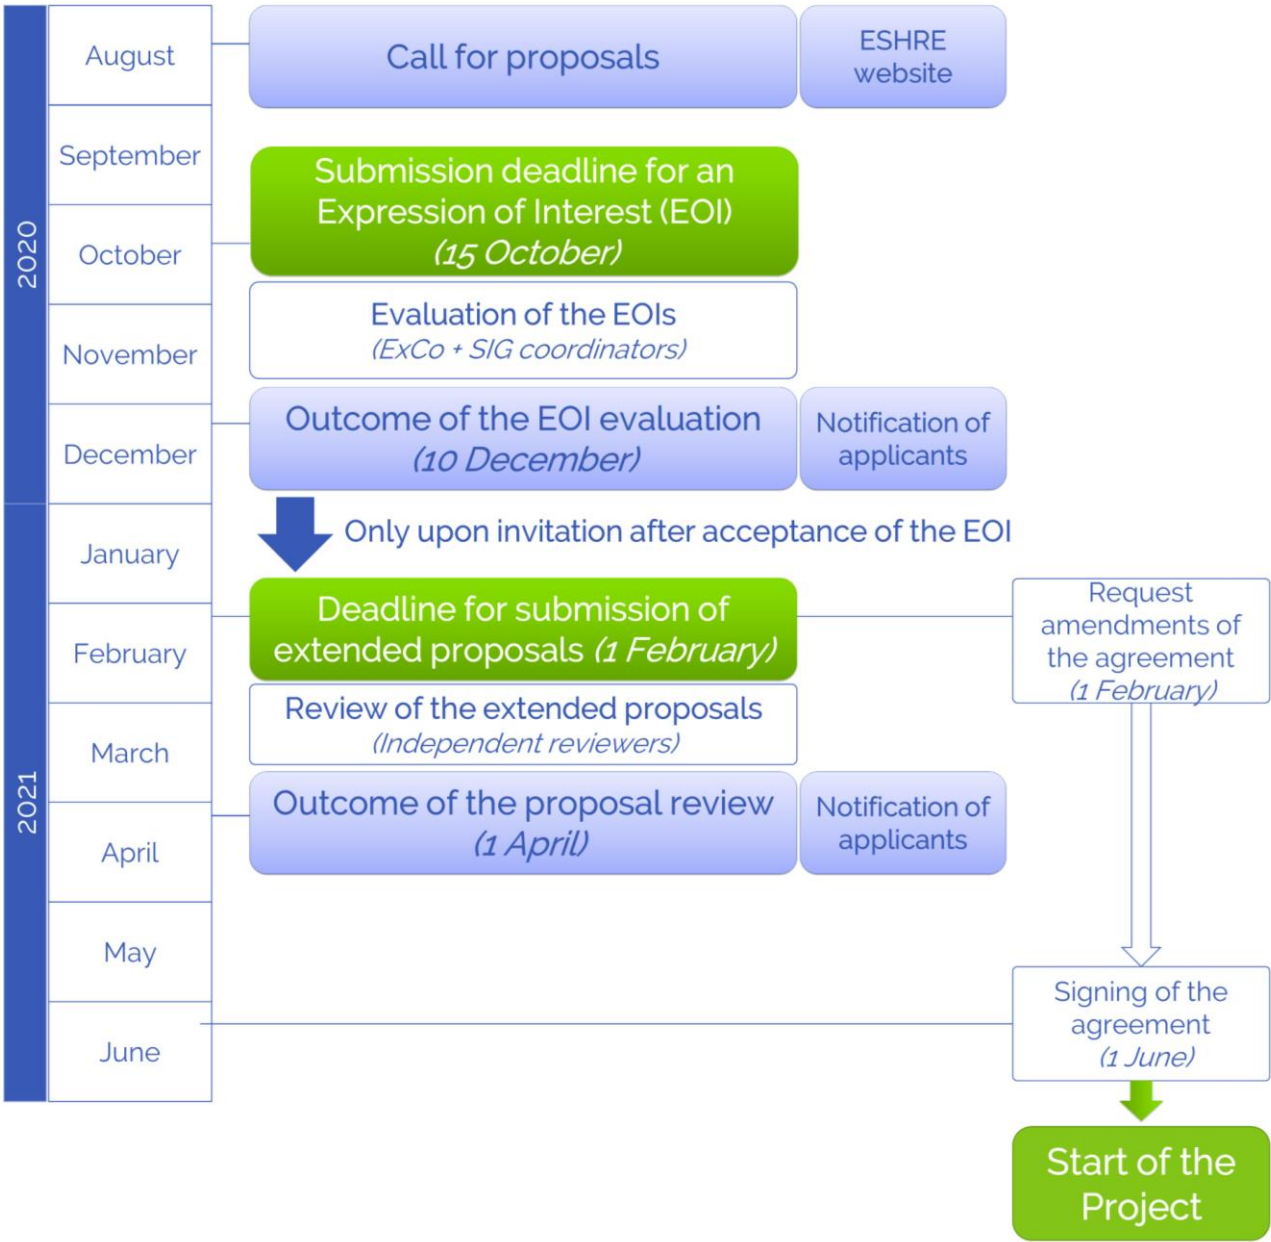 2020
August
September
October
November
December
2021
January
February
March
April
May
June
Call for proposals
ESHRE
website
Submission deadline for an
Expression of Interest (EOI)
(15 October)
Evaluation of the EOIs
(ExCo + SIG coordinators)
Outcome of the EOI evaluation
(10 December)
Notification of
applicants
Only upon invitation after acceptance of the EOI
Deadline for submission of
extended proposals (1 February)
Request
amendments of
the agreement
(1 February)
Review of the extended proposals
(Independent reviewers)
Outcome of the proposal review
(1 April)
Notification of
applicants
Signing of the
agreement
(1 June)
Start of the
Project